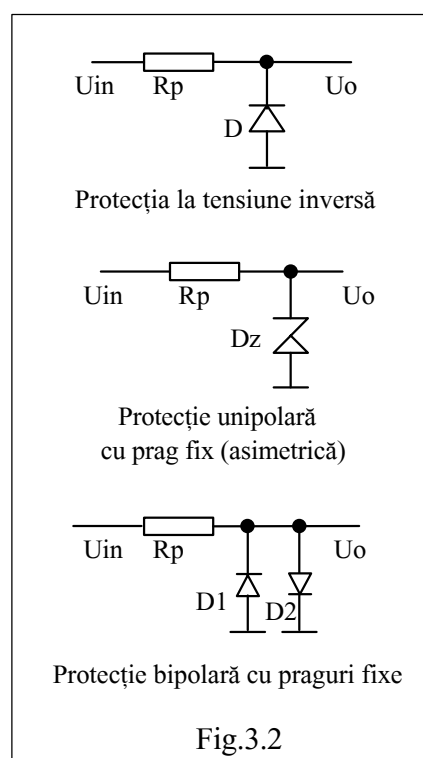 Uin Rp Uo
D
Protecția la tensiune inversă
Uin Rp Uo
Dz
Protecție unipolară
cu prag fix (asimetrică)
Uin Rp Uo
D1 D2
Protecție bipolară cu praguri fixe
Fig.3.2